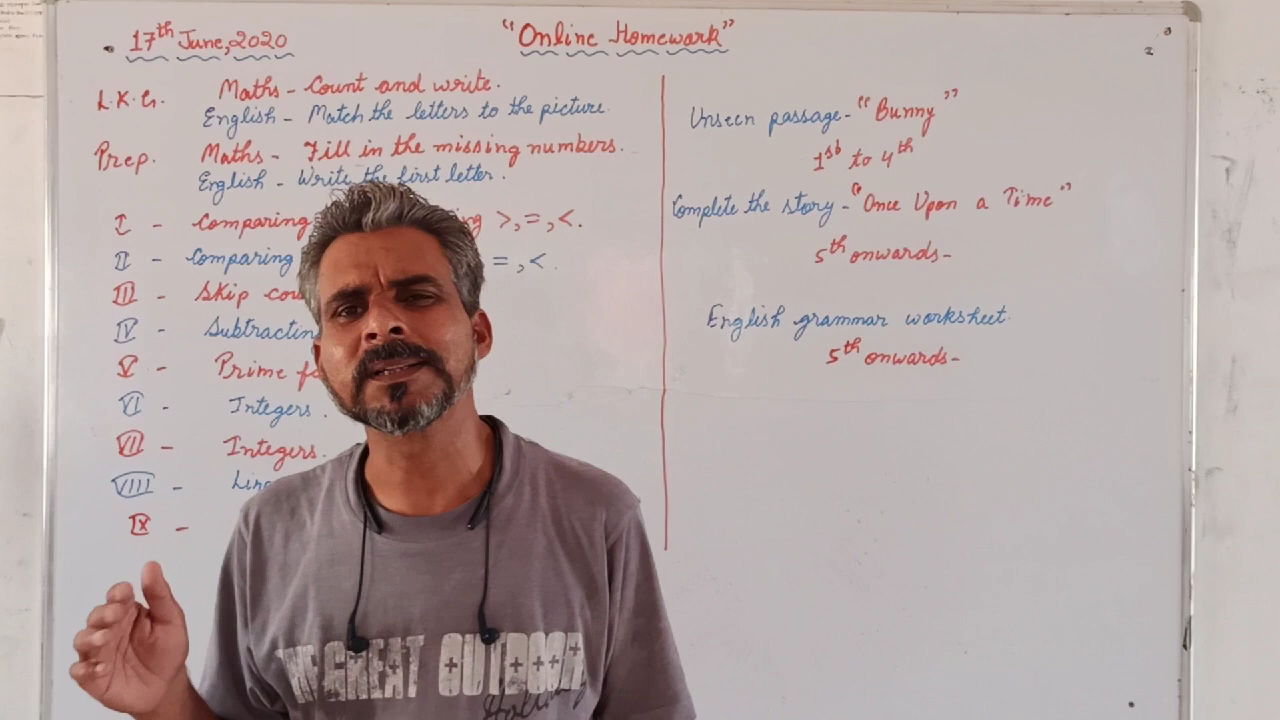 17th June, 2020
"Online Homework"
L.K.G. Maths - Count and write.
English - Match the letters to the picture.
Prep. Maths - Fill in the missing numbers.
English - Write the first letter.
I - Comparing >, =, <.
II - Comparing = , <.
III - Skip
IV - Subtracting
V - Prime
VI - Integers.
VII - Integers.
VIII -
IX -
Unseen passage - "Bunny"
1st to 4th
Complete the story - "Once Upon a Time"
5th onwards -
English grammar worksheet.
5th onwards -
THE GREAT OUTDOOR